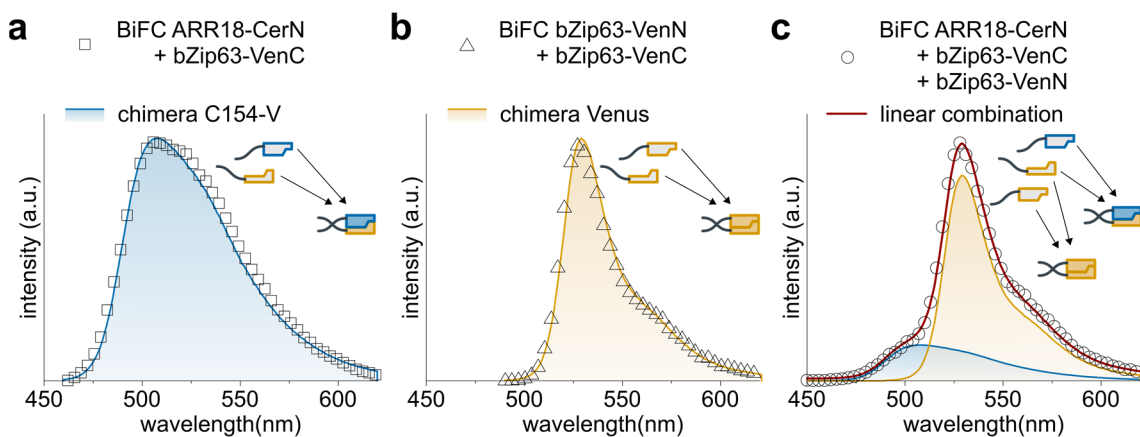 a
BiFC ARR18-CerN
+ bZip63-VenC
chimera C154-V
intensity (a.u.)
450 500 550 600
wavelength(nm)
b
BiFC bZip63-VenN
+ bZip63-VenC
chimera Venus
intensity (a.u.)
450 500 550 600
wavelength(nm)
c
BiFC ARR18-CerN
+ bZip63-VenC
+ bZip63-VenN
linear combination
intensity (a.u.)
450 500 550 600
wavelength(nm)